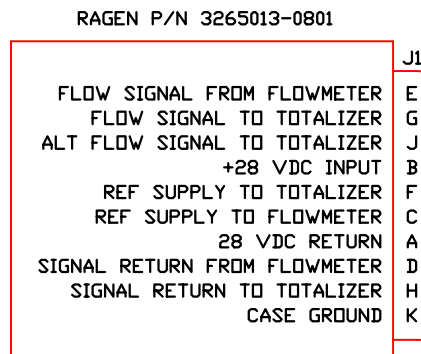 RAGEN P/N 3265013-0801
J1
FLOW SIGNAL FROM FLOWMETER E
FLOW SIGNAL TO TOTALIZER G
ALT FLOW SIGNAL TO TOTALIZER J
+28 VDC INPUT B
REF SUPPLY TO TOTALIZER F
REF SUPPLY TO FLOWMETER C
28 VDC RETURN A
SIGNAL RETURN FROM FLOWMETER D
SIGNAL RETURN TO TOTALIZER H
CASE GROUND K